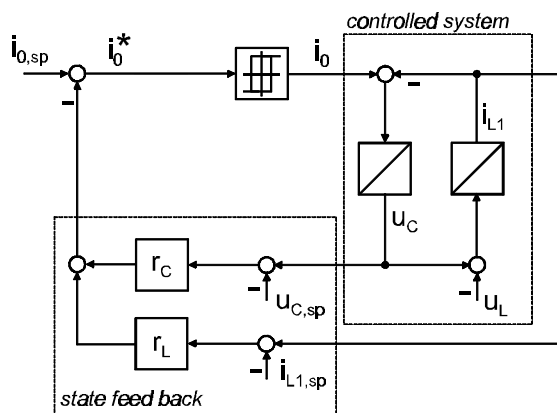 controlled system
i0,sp
i0*
i0
iL1
uC
rC
uC,sp
uL
rL
iL1,sp
state feed back